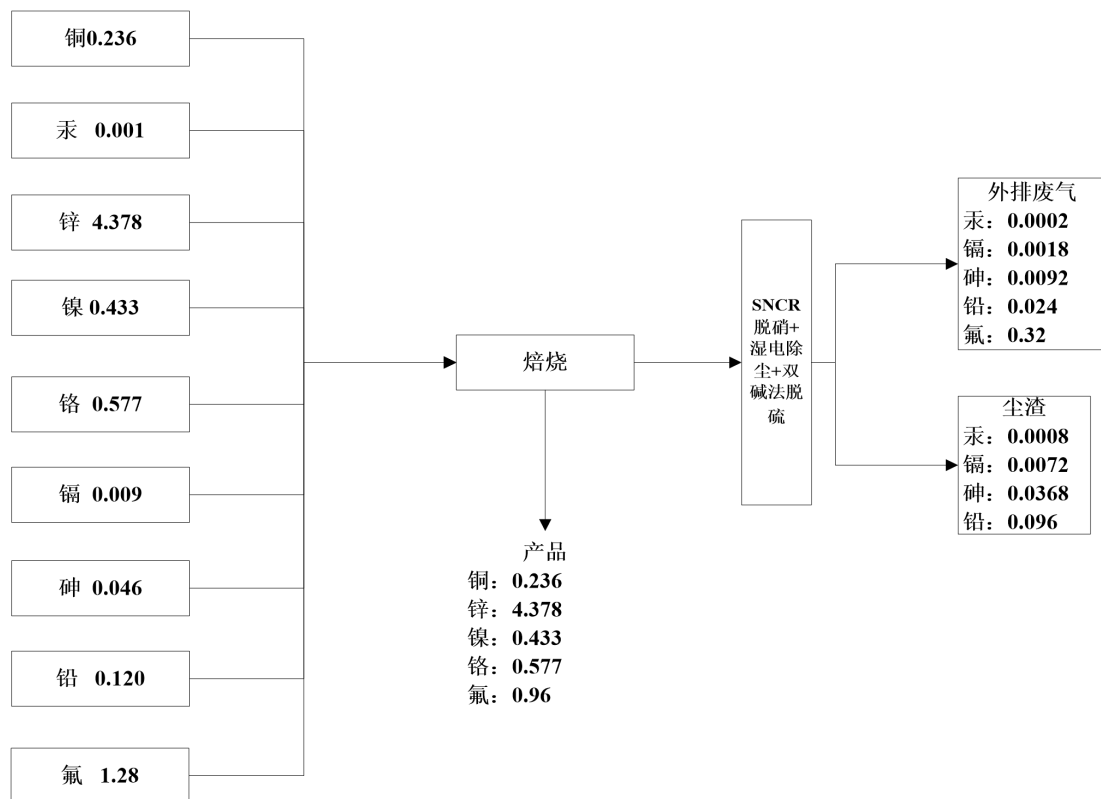 铜0.236
汞 0.001
锌 4.378
镍 0.433
铬 0.577
镉 0.009
砷 0.046
铅 0.120
氟 1.28
焙烧
产品
铜：0.236
锌：4.378
镍：0.433
铬：0.577
氟：0.96
SNCR
脱硝+
湿电除
尘+双
碱法脱
硫
外排废气
汞：0.0002
镉：0.0018
砷：0.0092
铅：0.024
氟：0.32
尘渣
汞：0.0008
镉：0.0072
砷：0.0368
铅：0.096